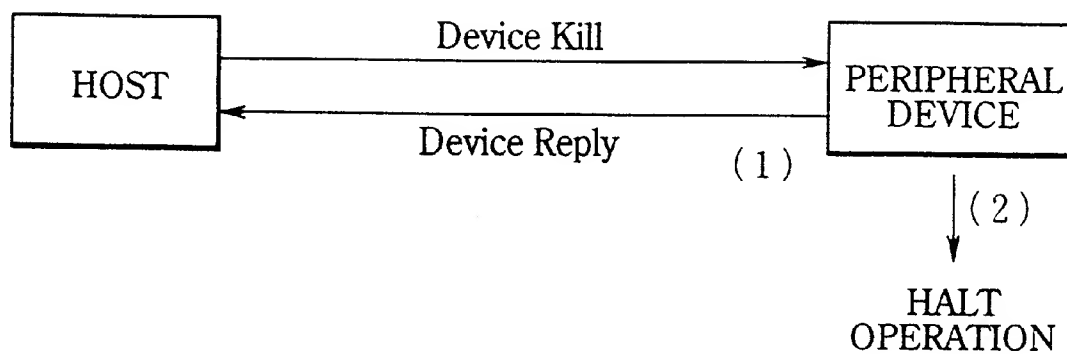 Device Kill
HOST
PERIPHERAL
DEVICE
Device Reply
(1)
(2)
HALT
OPERATION